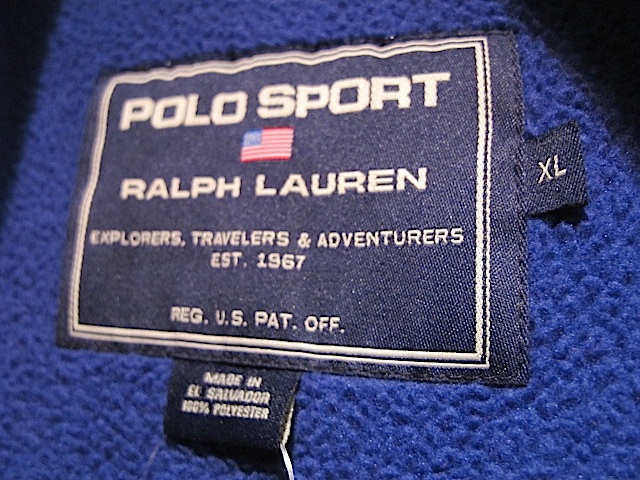 POLO SPORT
RALPH LAUREN
EXPLORERS, TRAVELERS & ADVENTURERS
EST. 1967
REG. U.S. PAT. OFF.
XL
MADE IN
EL SALVADOR
100% POLYESTER